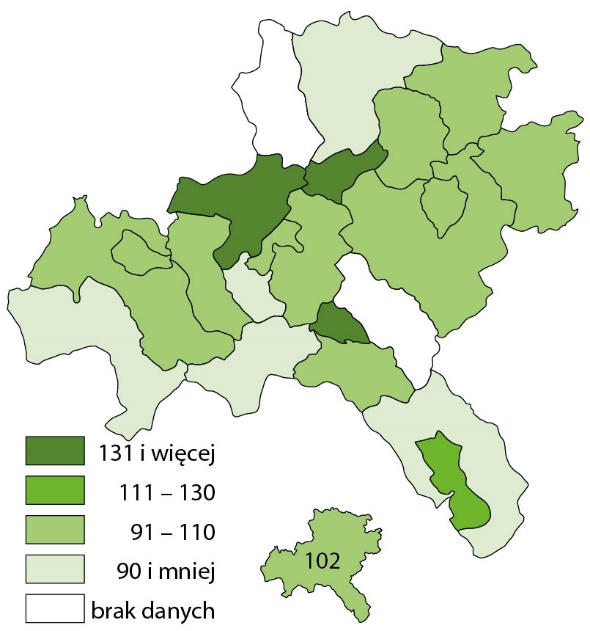 131 i więcej
111 – 130
91 – 110
90 i mniej
brak danych
102